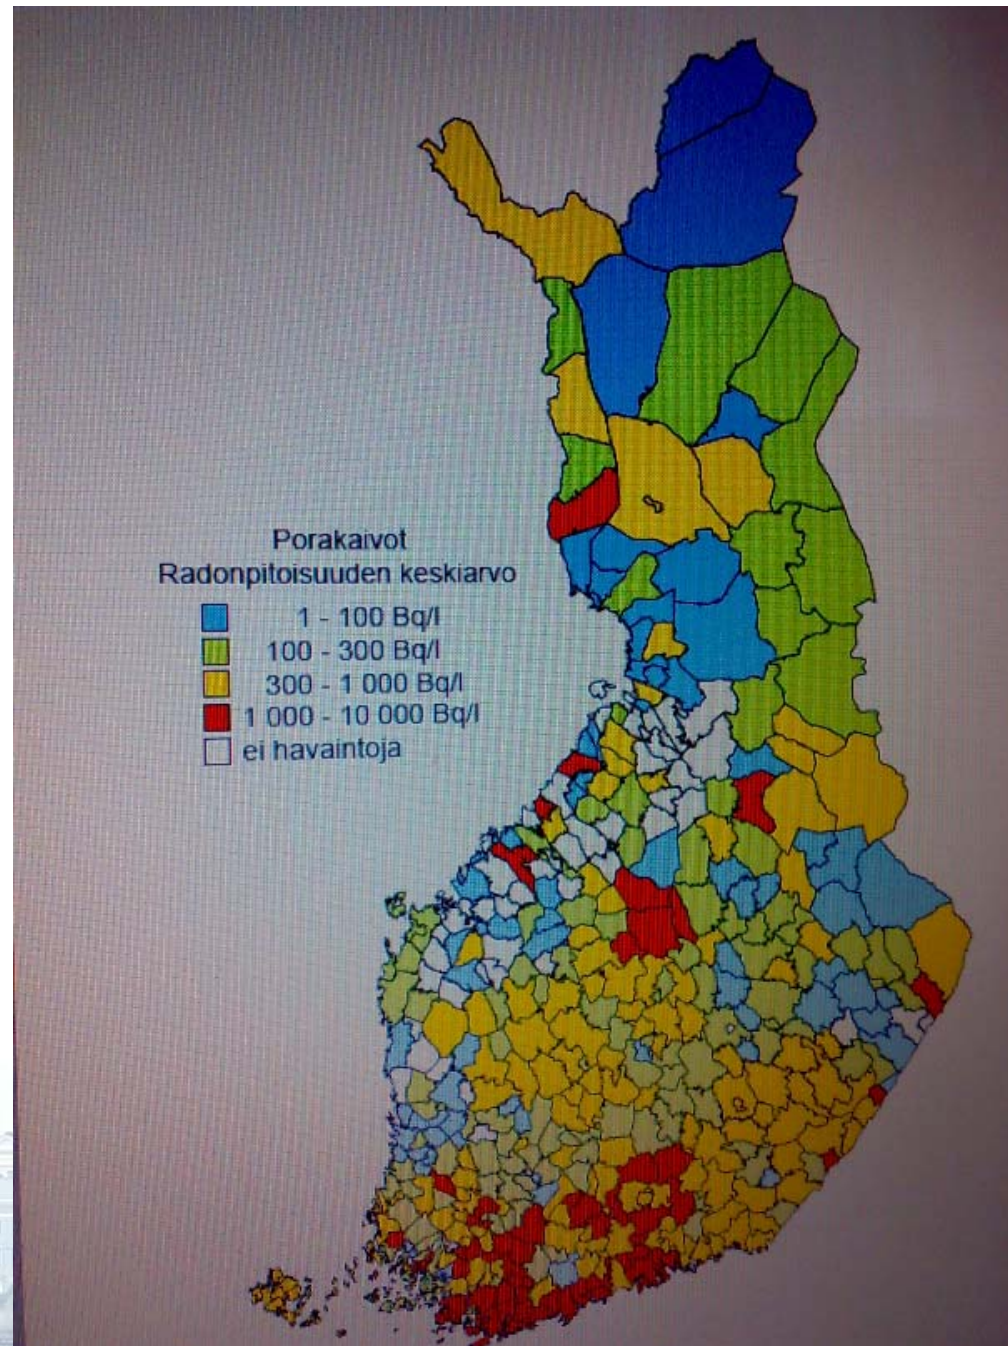 Porakaivot
Radonpitoisuuden keskiarvo
1 - 100 Bq/l
100 - 300 Bq/l
300 - 1 000 Bq/l
1 000 - 10 000 Bq/l
ei havaintoja